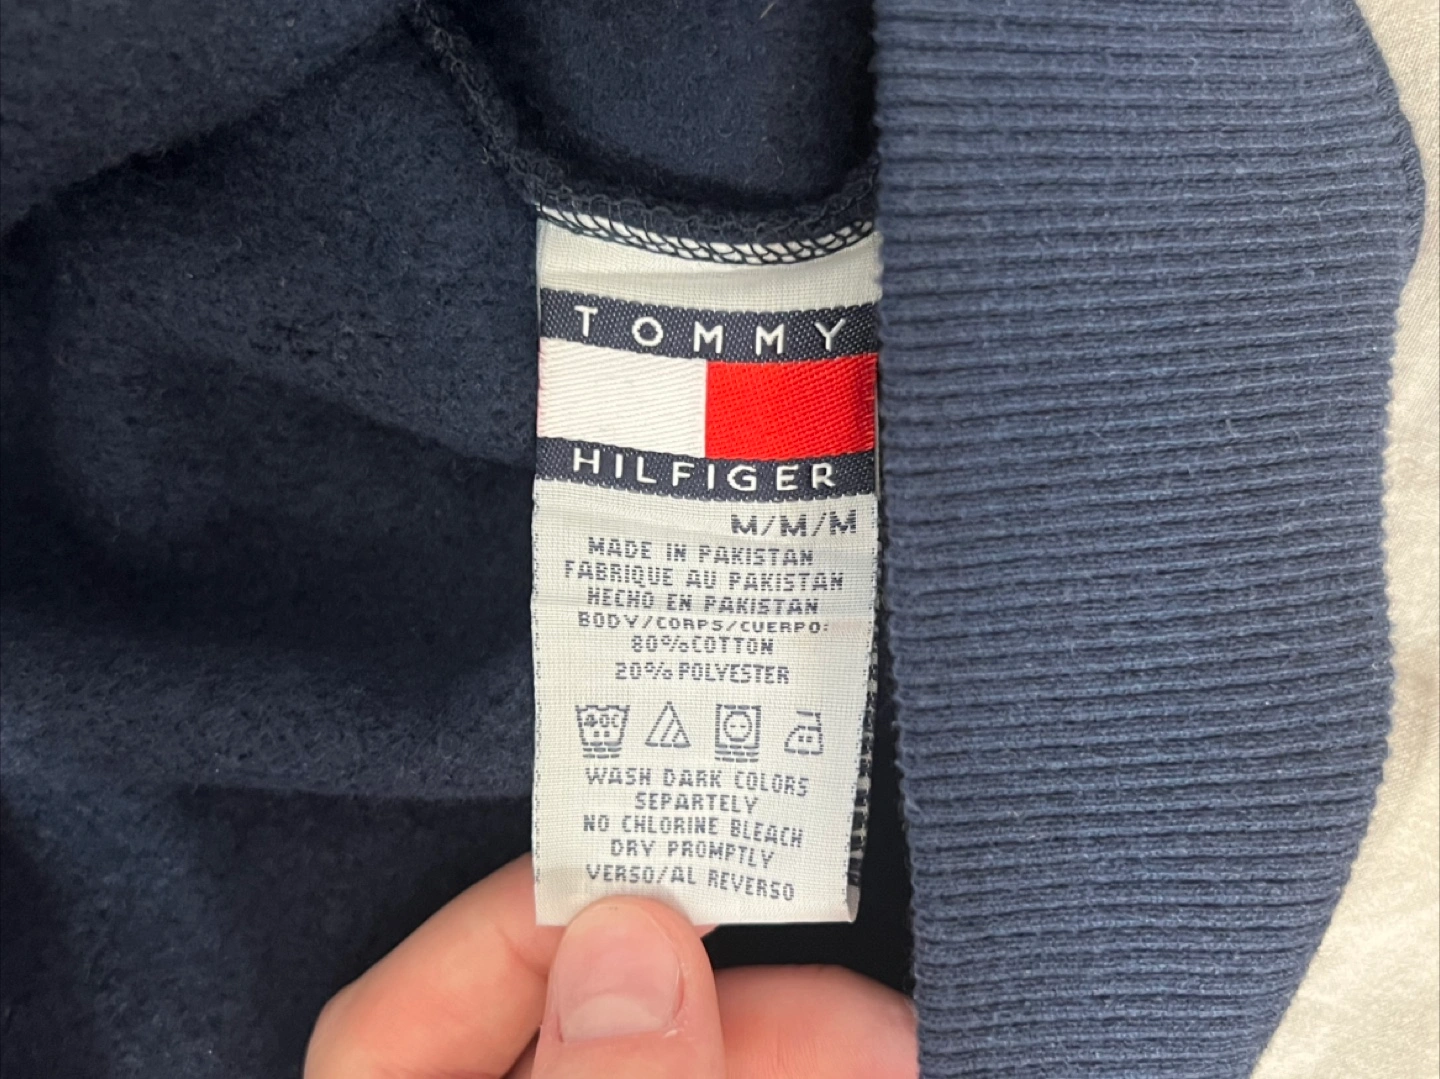 TOMMY
HILFIGER
M/M/M
MADE IN PAKISTAN
FABRIQUE AU PAKISTAN
HECHO EN PAKISTAN
BODY/CORPS/CUERPO:
80%COTTON
20%POLYESTER
40C
WASH DARK COLORS
SEPARTELY
NO CHLORINE BLEACH
DRY PROMPTLY
VERSO/AL REVERSO